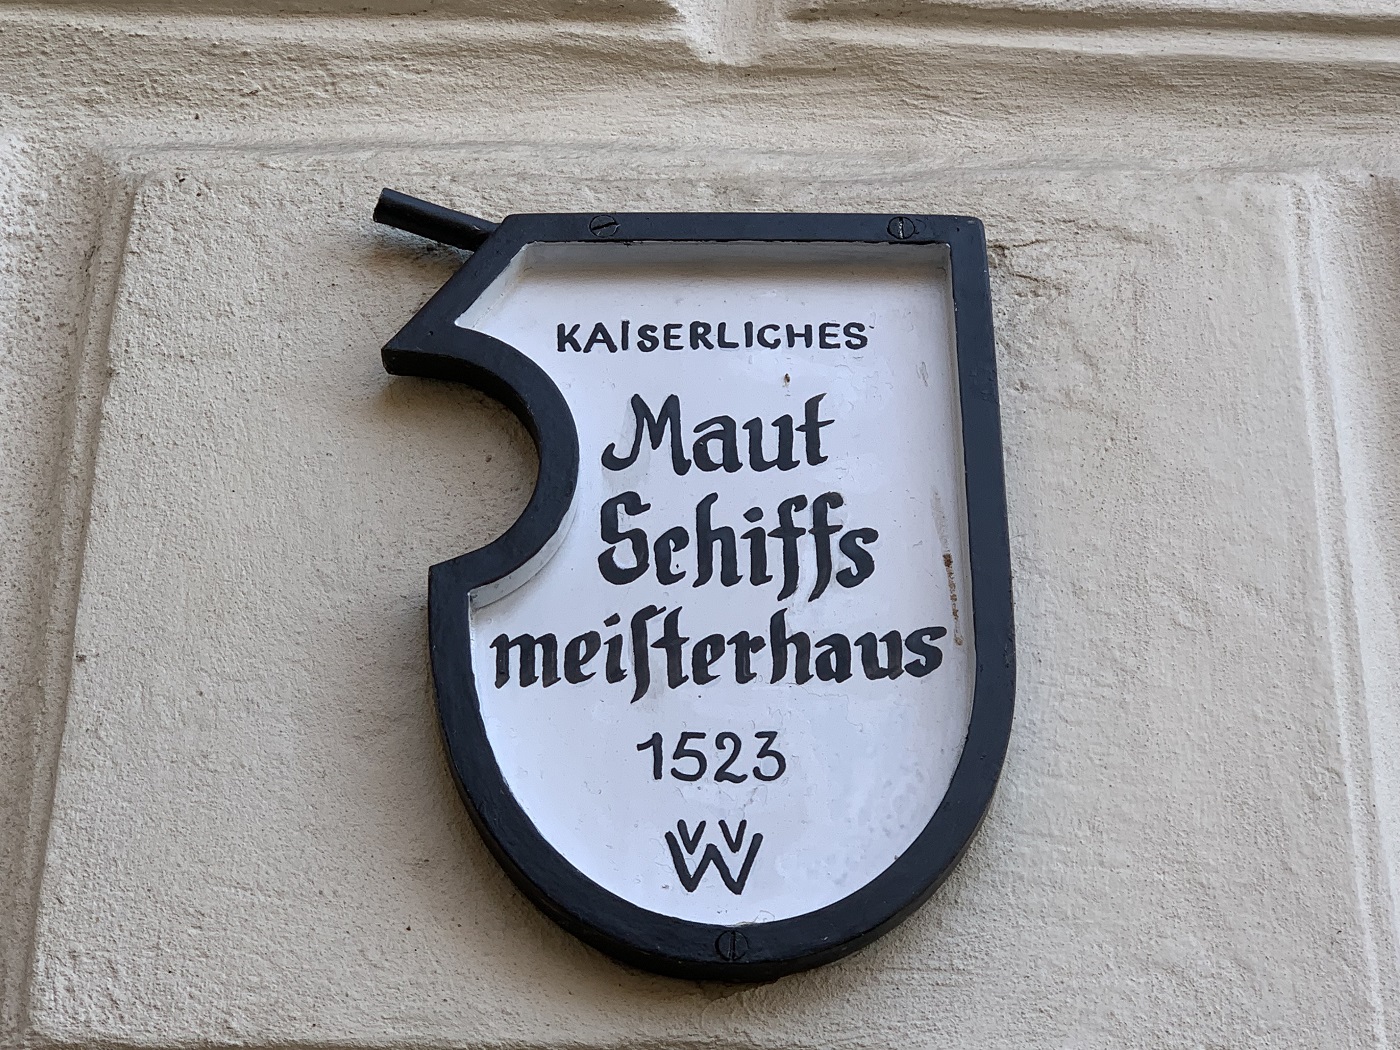 KAISERLICHES
Maut
Schiffs
meiſterhaus
1523